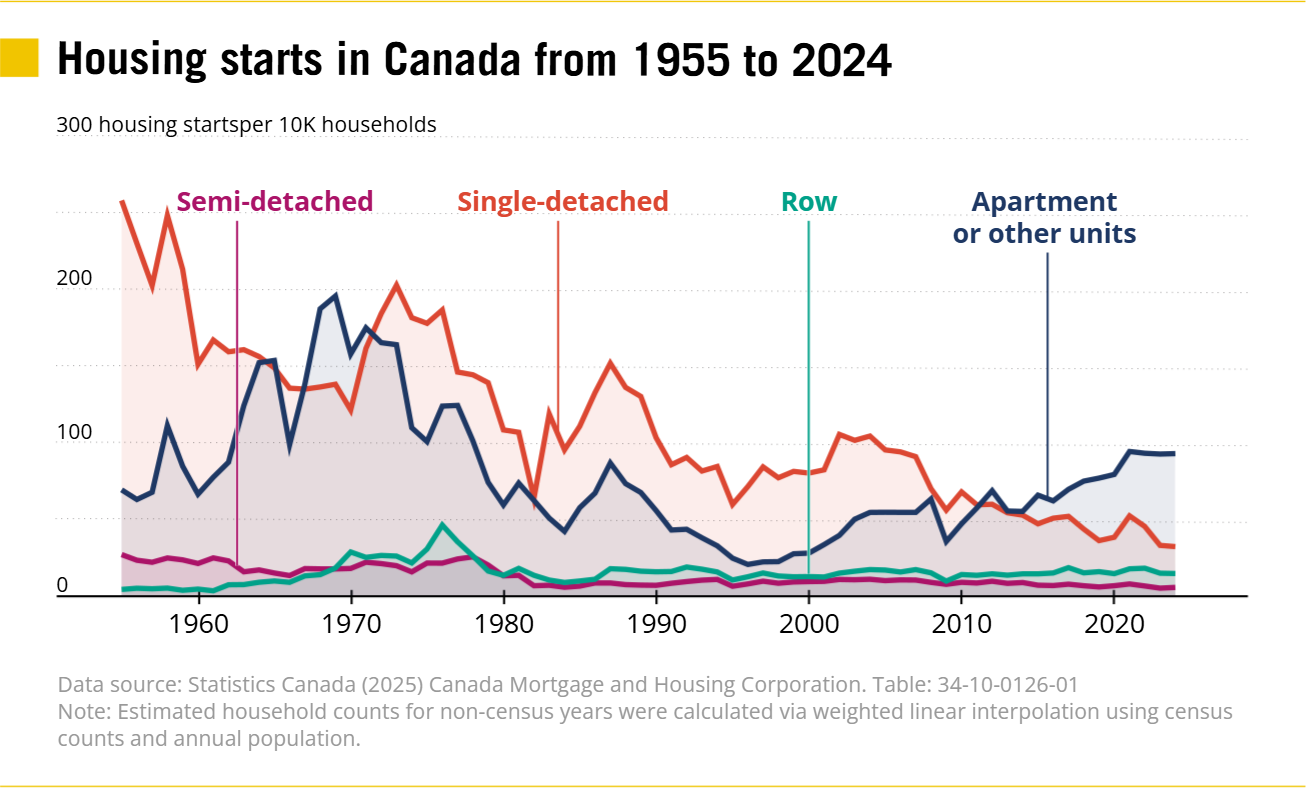 Housing starts in Canada from 1955 to 2024
300 housing startsper 10K households
Semi-detached
Single-detached
Row
Apartment
or other units
200
100
0
1960
1970
1980
1990
2000
2010
2020
Data source: Statistics Canada (2025) Canada Mortgage and Housing Corporation. Table: 34-10-0126-01
Note: Estimated household counts for non-census years were calculated via weighted linear interpolation using census
counts and annual population.